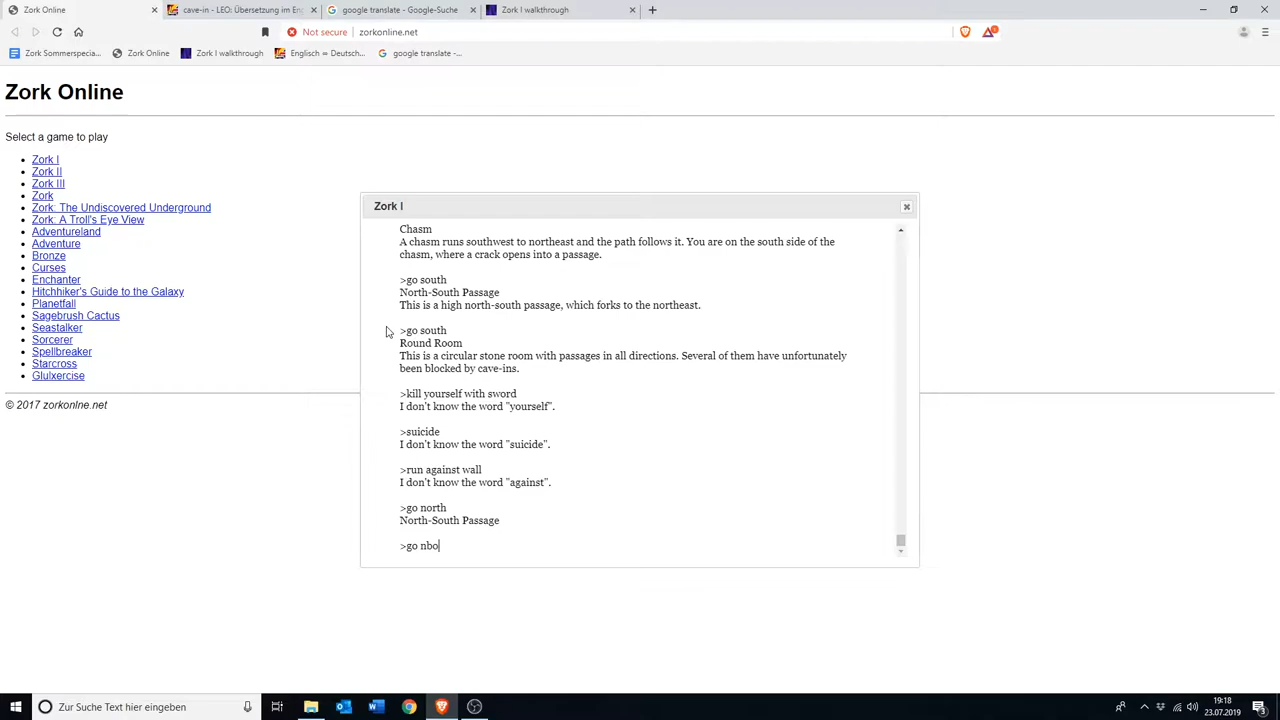 Zork Online
cave-in - LEO: Übersetzung im Eng
google translate - Google-Suche
Zork I walkthrough
Not secure
zorkonline.net
Zork Sommerspecia...
Zork Online
Zork I walkthrough
Englisch ⇔ Deutsch...
google translate -...
Zork Online
Select a game to play
Zork I
Zork II
Zork III
Zork
Zork: The Undiscovered Underground
Zork: A Troll's Eye View
Adventureland
Adventure
Bronze
Curses
Enchanter
Hitchhiker's Guide to the Galaxy
Planetfall
Sagebrush Cactus
Seastalker
Sorcerer
Spellbreaker
Starcross
Glulxercise
© 2017 zorkonlne.net
Zork I
Chasm
A chasm runs southwest to northeast and the path follows it. You are on the south side of the
chasm, where a crack opens into a passage.
>go south
North-South Passage
This is a high north-south passage, which forks to the northeast.
>go south
Round Room
This is a circular stone room with passages in all directions. Several of them have unfortunately
been blocked by cave-ins.
>kill yourself with sword
I don't know the word "yourself".
>suicide
I don't know the word "suicide".
>run against wall
I don't know the word "against".
>go north
North-South Passage
>go nbo
Zur Suche Text hier eingeben
19:18
23.07.2019